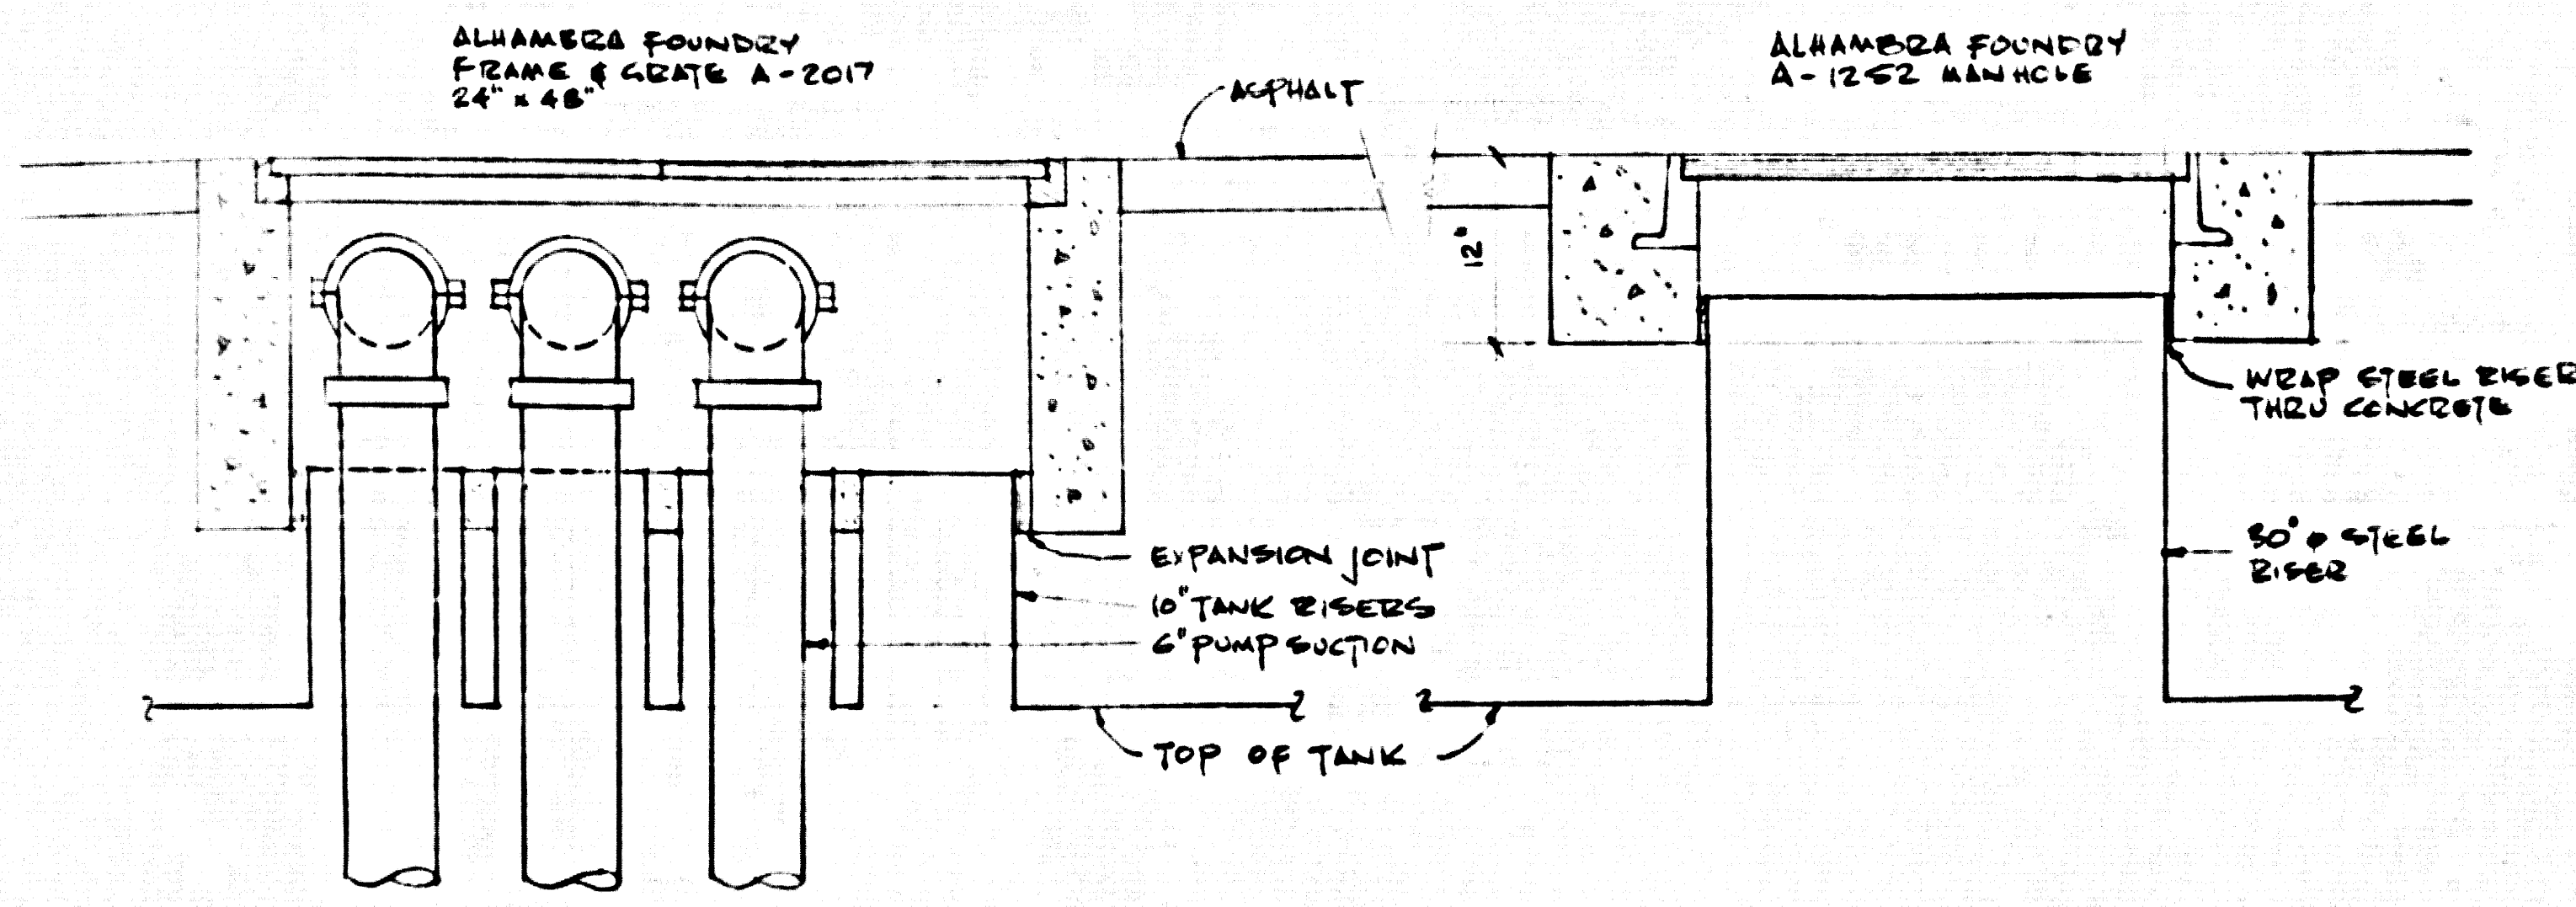 ALHAMBRA FOUNDRY
FRAME & GRATE A-2017
24" x 48"
ASPHALT
ALHAMBRA FOUNDRY
A-1252 MANHOLE
12"
WRAP STEEL RISER
THRU CONCRETE
EXPANSION JOINT
10" TANK RISERS
6" PUMP SUCTION
30" ø STEEL
RISER
TOP OF TANK